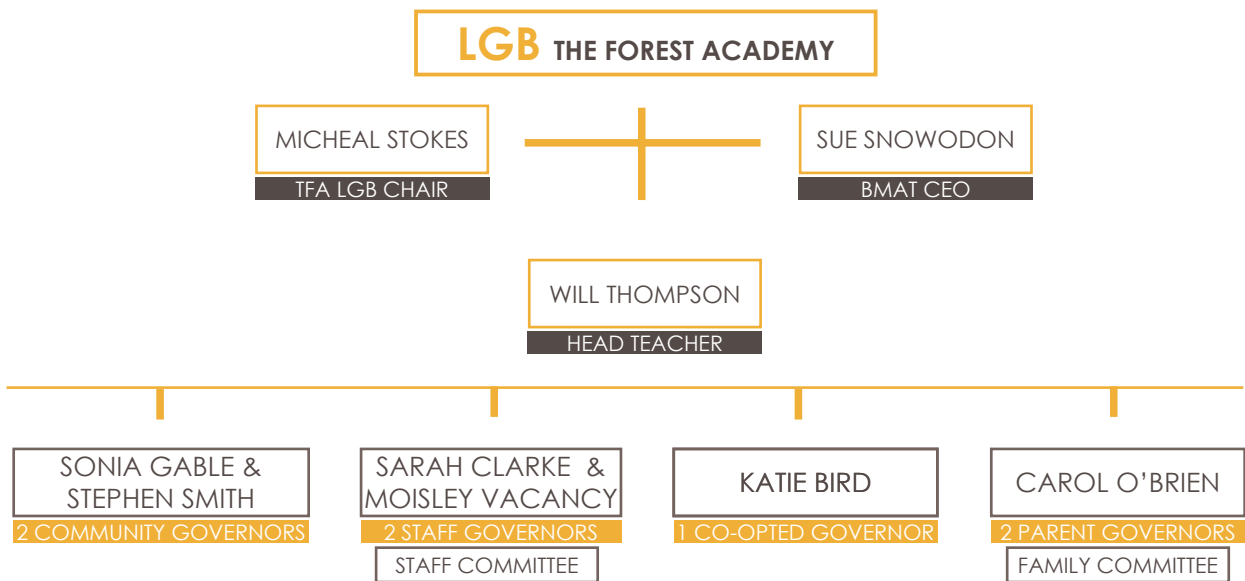 LGB THE FOREST ACADEMY
MICHEAL STOKES
TFA LGB CHAIR
SUE SNOWODON
BMAT CEO
WILL THOMPSON
HEAD TEACHER
SONIA GABLE &
STEPHEN SMITH
2 COMMUNITY GOVERNORS
SARAH CLARKE &
MOISLEY VACANCY
2 STAFF GOVERNORS
STAFF COMMITTEE
KATIE BIRD
1 CO-OPTED GOVERNOR
CAROL O’BRIEN
2 PARENT GOVERNORS
FAMILY COMMITTEE